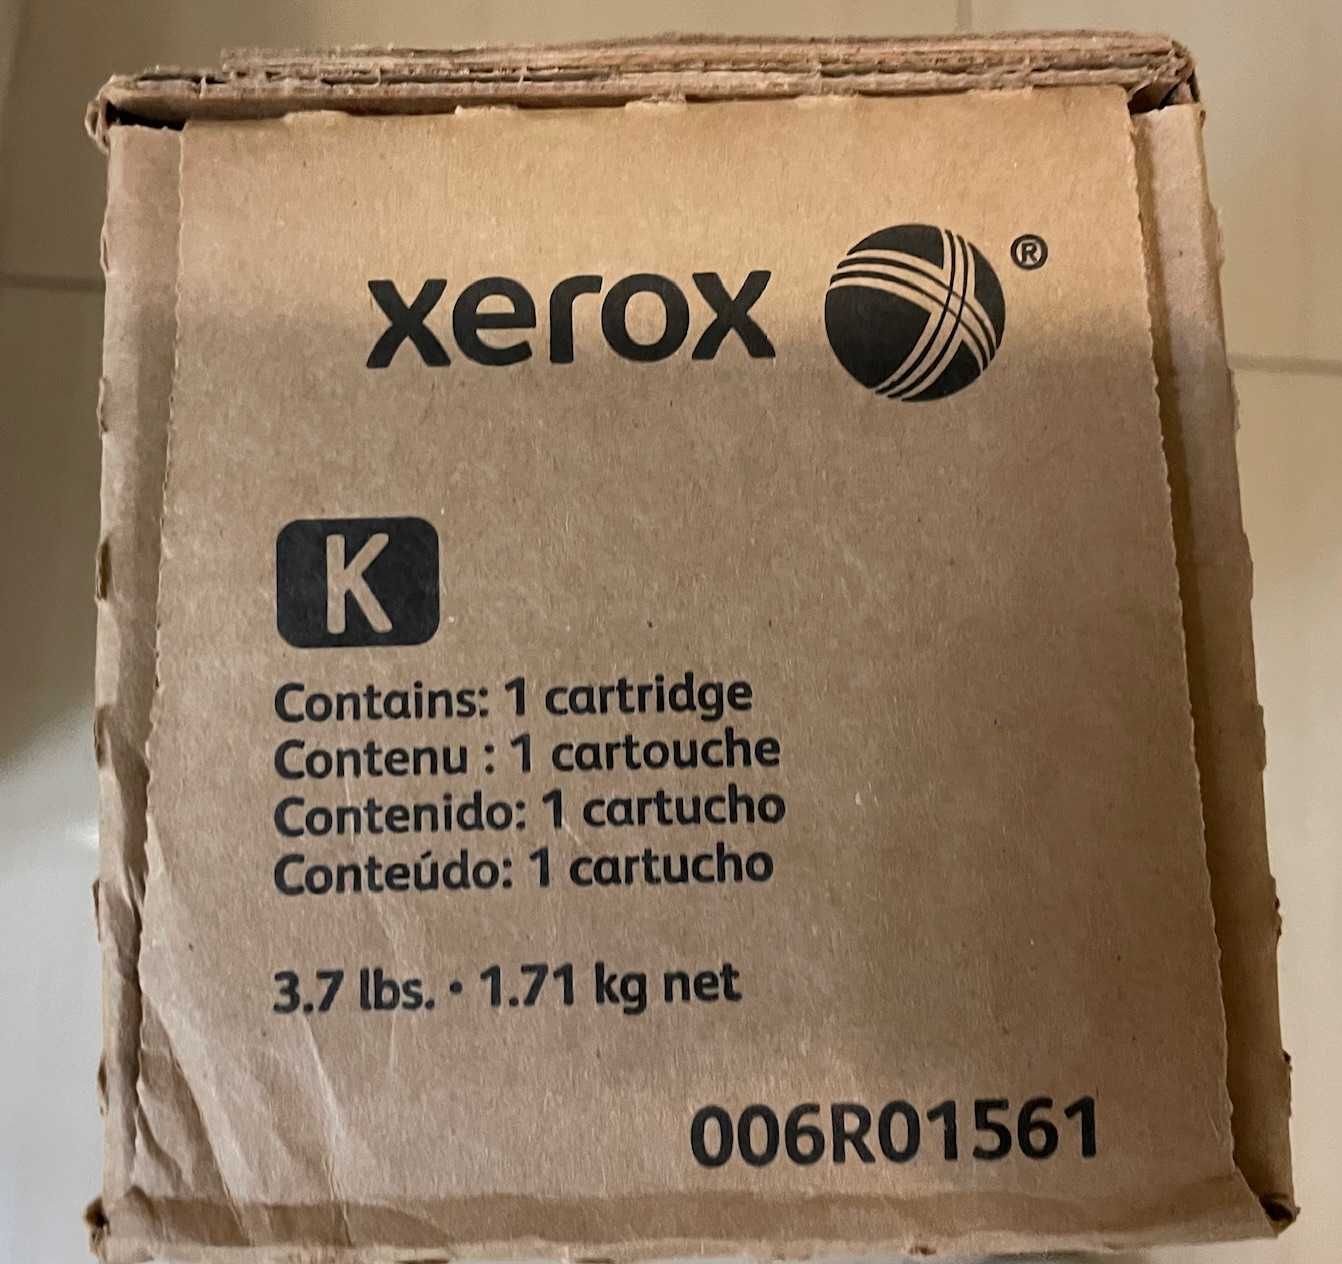 xerox ®
K
Contains: 1 cartridge
Contenu : 1 cartouche
Contenido: 1 cartucho
Conteúdo: 1 cartucho
3.7 lbs. • 1.71 kg net
006R01561